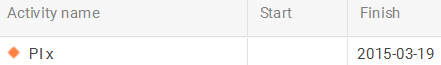 Activity name Start Finish
PI x 2015-03-19